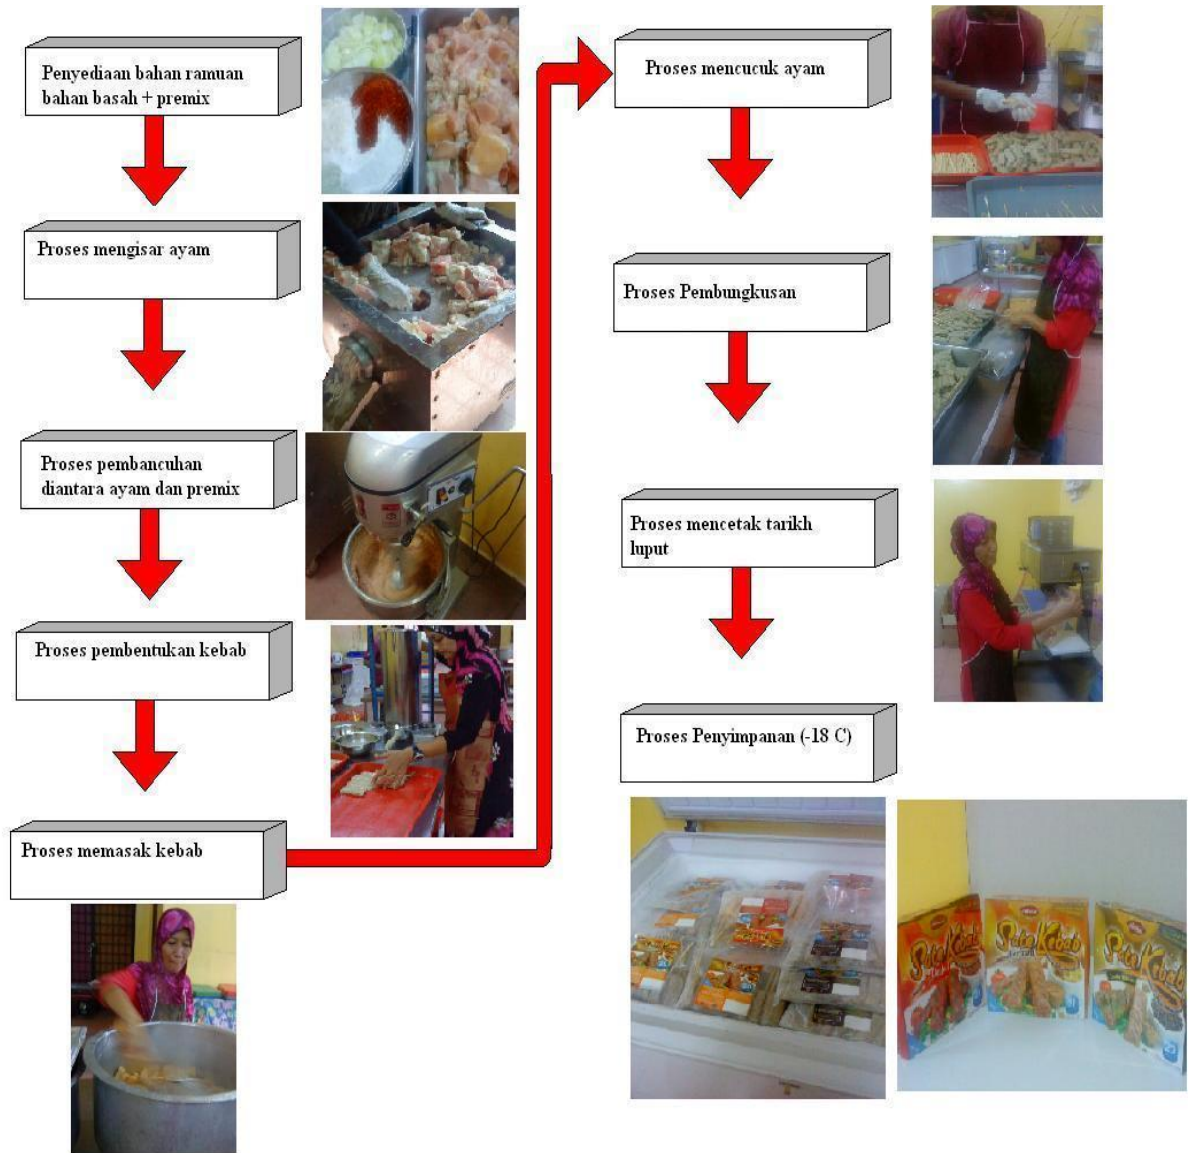 Penyediaan bahan ramuan
bahan basah + premix
Proses mengisar ayam
Proses pembancuhan
diantara ayam dan premix
Proses pembentukan kebab
Proses memasak kebab
Proses mencucuk ayam
Proses Pembungkusan
Proses mencetak tarikh
luput
Proses Penyimpanan (-18 C)
Sate Kebab
Sate Kebab
Sate Kebab